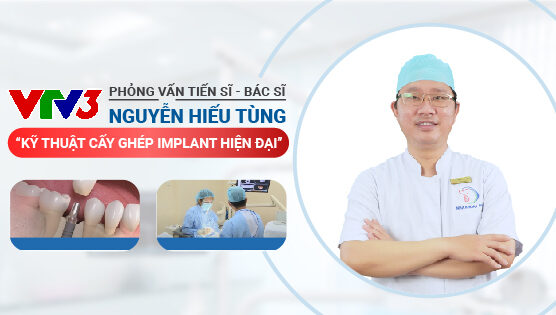 VTV3
PHỎNG VẤN TIẾN SĨ - BÁC SĨ
NGUYỄN HIẾU TÙNG
“KỸ THUẬT CẤY GHÉP IMPLANT HIỆN ĐẠI”